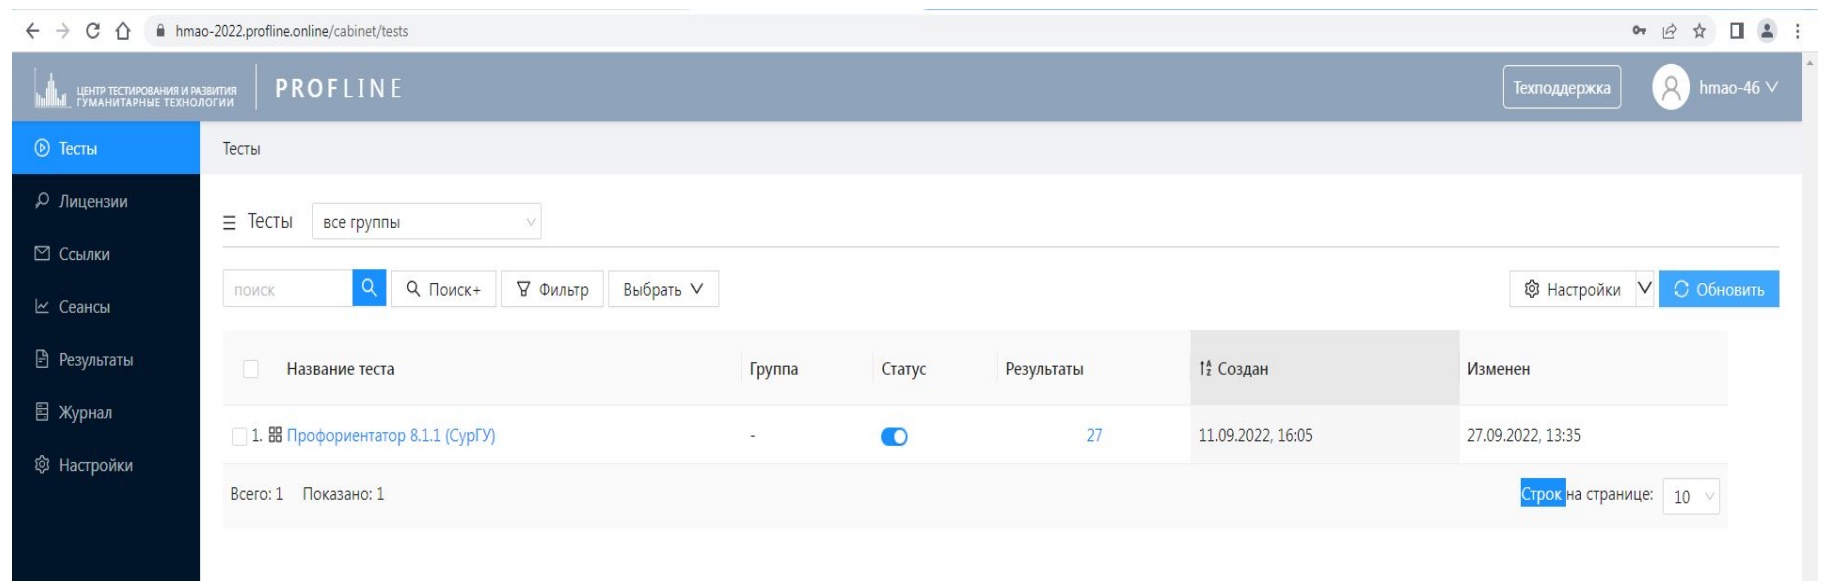 hmao-2022.profline.online/cabinet/tests
ЦЕНТР ТЕСТИРОВАНИЯ И РАЗВИТИЯ
ГУМАНИТАРНЫЕ ТЕХНОЛОГИИ
PROFLINE
Техподдержка
hmao-46
Тесты
Лицензии
Ссылки
Сеансы
Результаты
Журнал
Настройки
Тесты
Тесты все группы
поиск Поиск+ Фильтр Выбрать Настройки Обновить
Название теста Группа Статус Результаты Создан Изменен
1. Профориентатор 8.1.1 (СурГУ) - 27 11.09.2022, 16:05 27.09.2022, 13:35
Всего: 1 Показано: 1 Строк на странице: 10